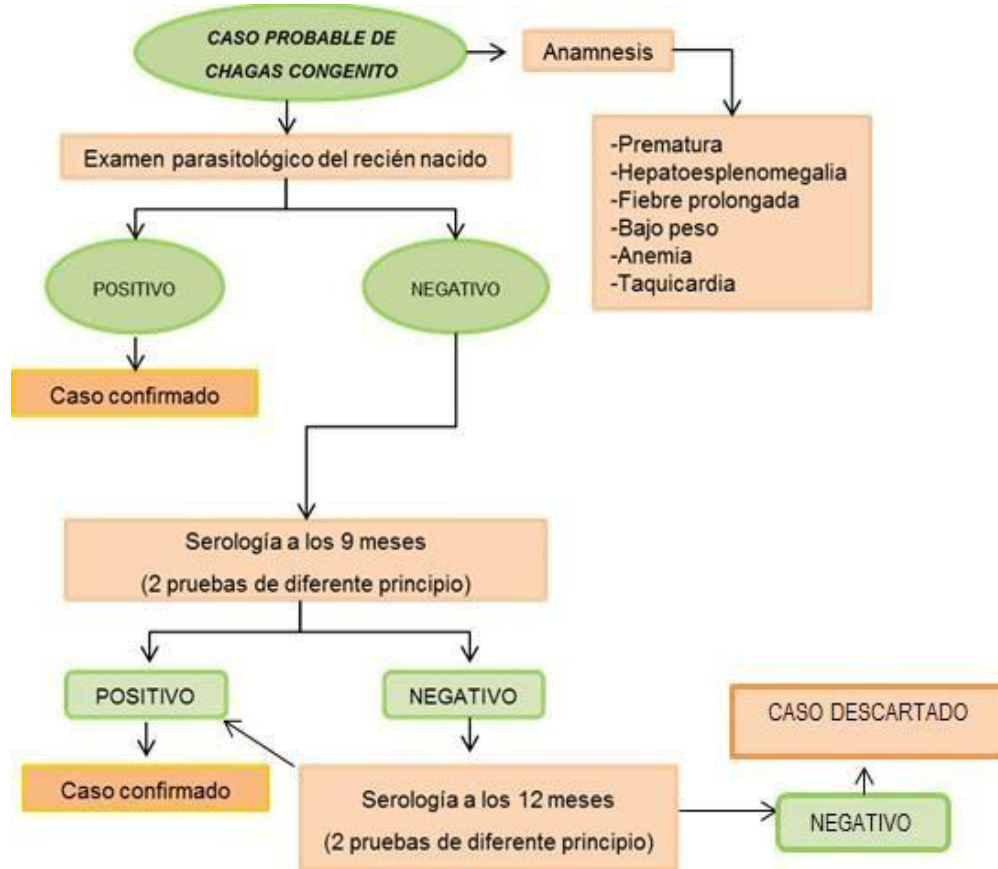 CASO PROBABLE DE
CHAGAS CONGENITO
Anamnesis
Examen parasitológico del recién nacido
-Prematura
-Hepatoesplenomegalia
-Fiebre prolongada
-Bajo peso
-Anemia
-Taquicardia
POSITIVO
NEGATIVO
Caso confirmado
Serología a los 9 meses
(2 pruebas de diferente principio)
POSITIVO
NEGATIVO
CASO DESCARTADO
Caso confirmado
Serología a los 12 meses
(2 pruebas de diferente principio)
NEGATIVO